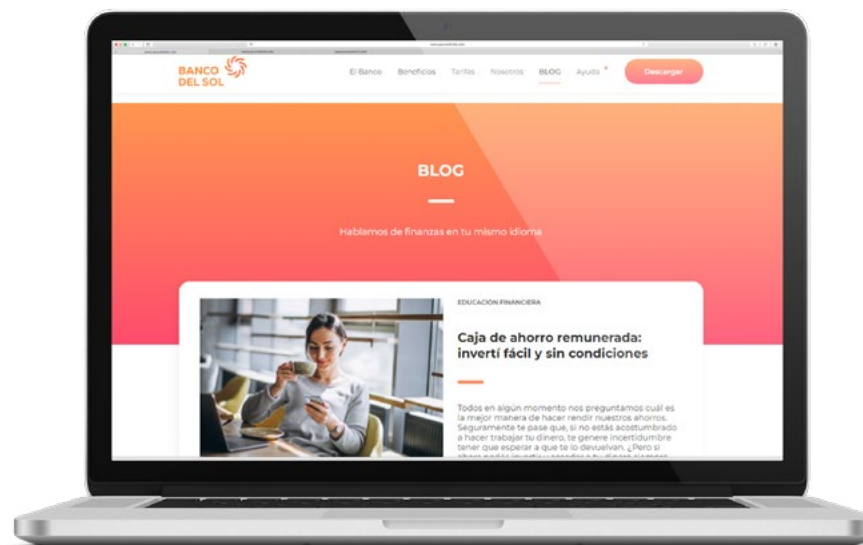 BANCO
DEL SOL
El Banco Beneficios Tarifas Nosotros BLOG Ayuda Descargar
BLOG
Hablamos de finanzas en tu mismo idioma
EDUCACIÓN FINANCIERA
Caja de ahorro remunerada:
invertí fácil y sin condiciones
Todos en algún momento nos preguntamos cuál es
la mejor manera de hacer rendir nuestros ahorros.
Seguramente te pase que, si no estás acostumbrado
a hacer trabajar tu dinero, te genere incertidumbre
tener que esperar a que te lo devuelvan. ¿Pero si